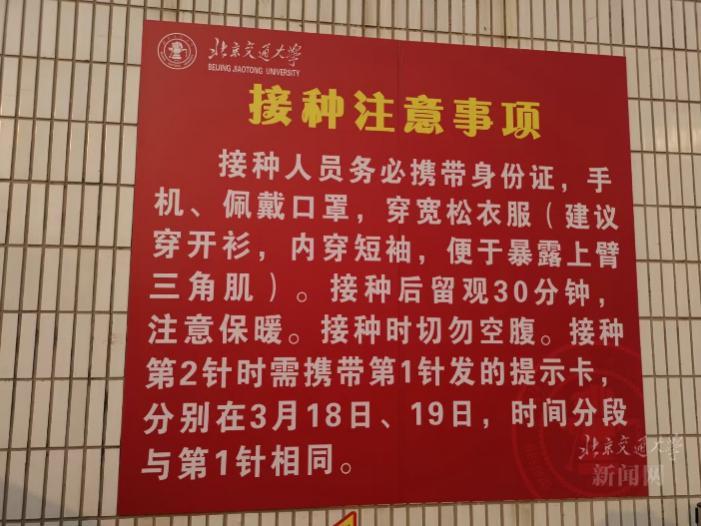 北京交通大学
BEIJING JIAOTONG UNIVERSITY
接种注意事项
接种人员务必携带身份证，手
机、佩戴口罩，穿宽松衣服（建议
穿开衫，内穿短袖，便于暴露上臂
三角肌）。接种后留观30分钟，
注意保暖。接种时切勿空腹。接种
第2针时需携带第1针发的提示卡，
分别在3月18日、19日，时间分段
与第1针相同。
北京交通大学
新闻网